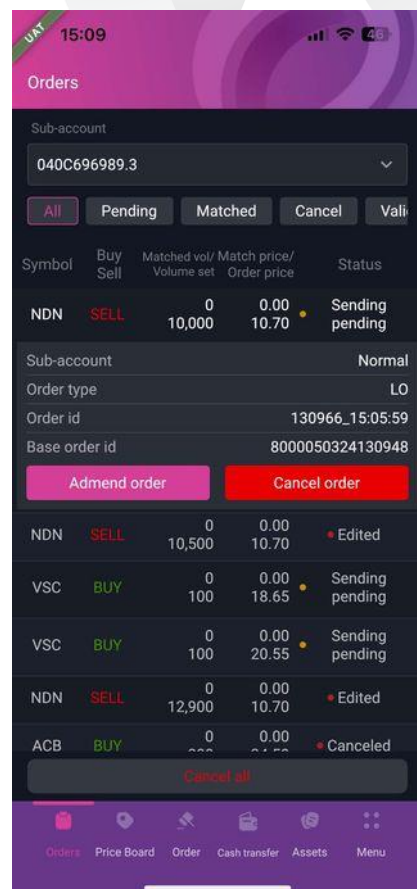 UAT
15:09
46
Orders
Sub-account
040C696989.3
All Pending Matched Cancel Vali
Symbol Buy Sell Matched vol/ Volume set Match price/ Order price Status
NDN SELL 0 0.00 Sending
10,000 10.70 pending
Sub-account Normal
Order type LO
Order id 130966_15:05:59
Base order id 8000050324130948
Admend order Cancel order
NDN SELL 0 0.00 Edited
10,500 10.70
VSC BUY 0 0.00 Sending
100 18.65 pending
VSC BUY 0 0.00 Sending
100 20.55 pending
NDN SELL 0 0.00 Edited
12,900 10.70
ACB BUY 0 0.00 Canceled
Cancel all
Orders Price Board Order Cash transfer Assets Menu